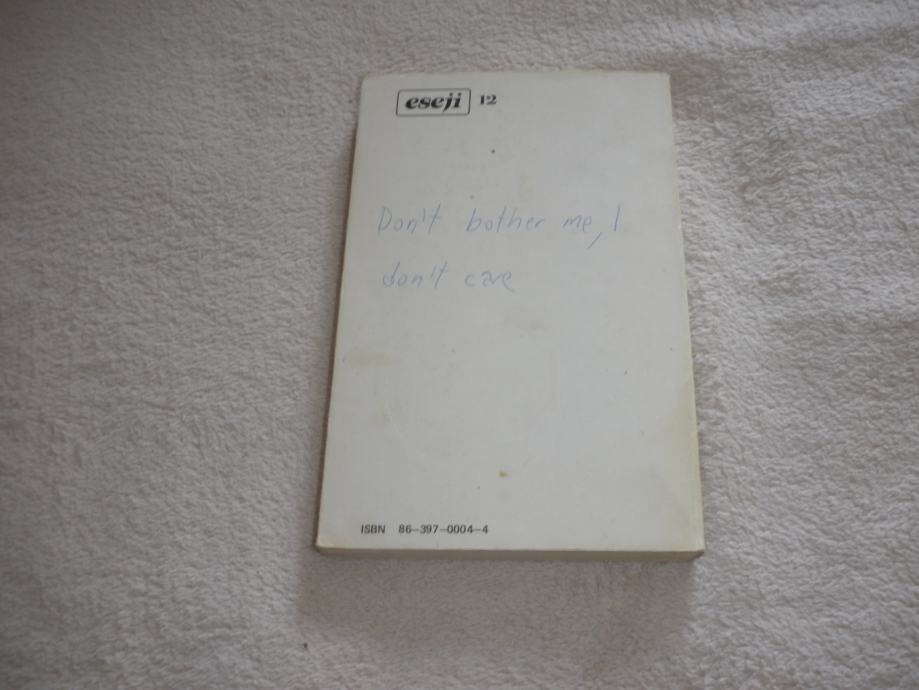 eseji 12
Don't bother me, I
don't care
ISBN 86-397-0004-4